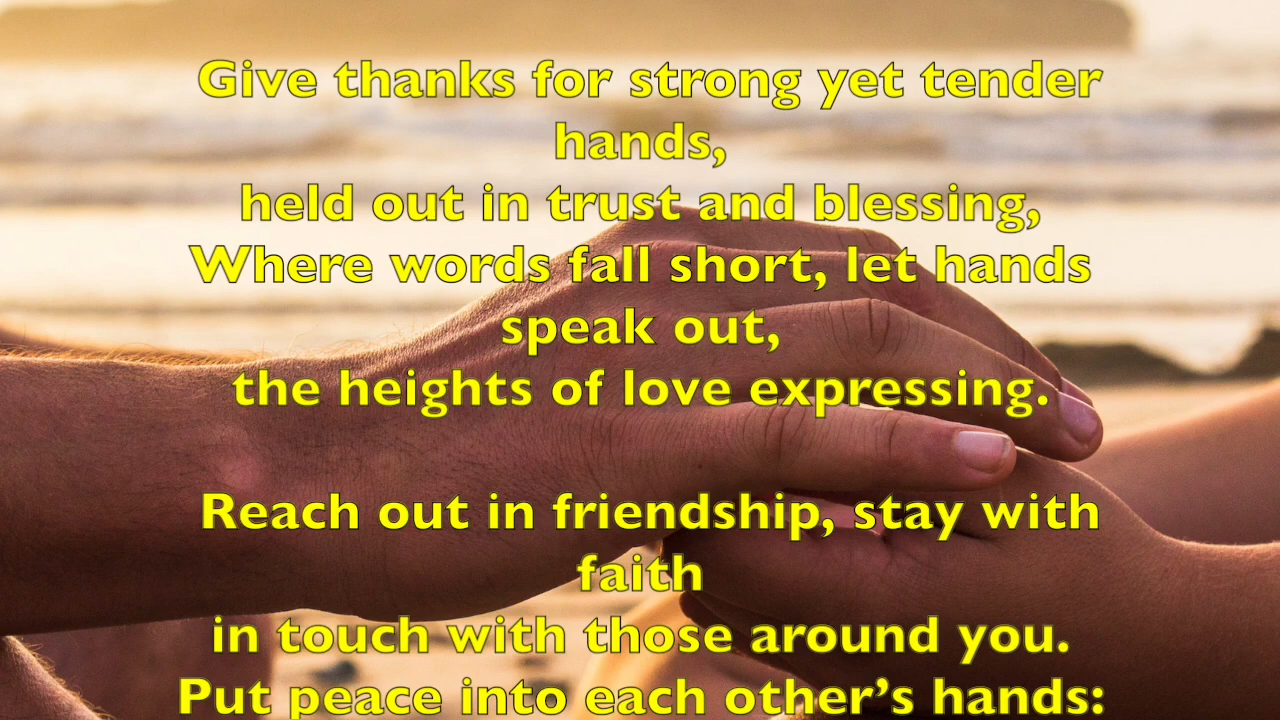 Give thanks for strong yet tender
hands,
held out in trust and blessing,
Where words fall short, let hands
speak out,
the heights of love expressing.
Reach out in friendship, stay with
faith
in touch with those around you.
Put peace into each other’s hands: